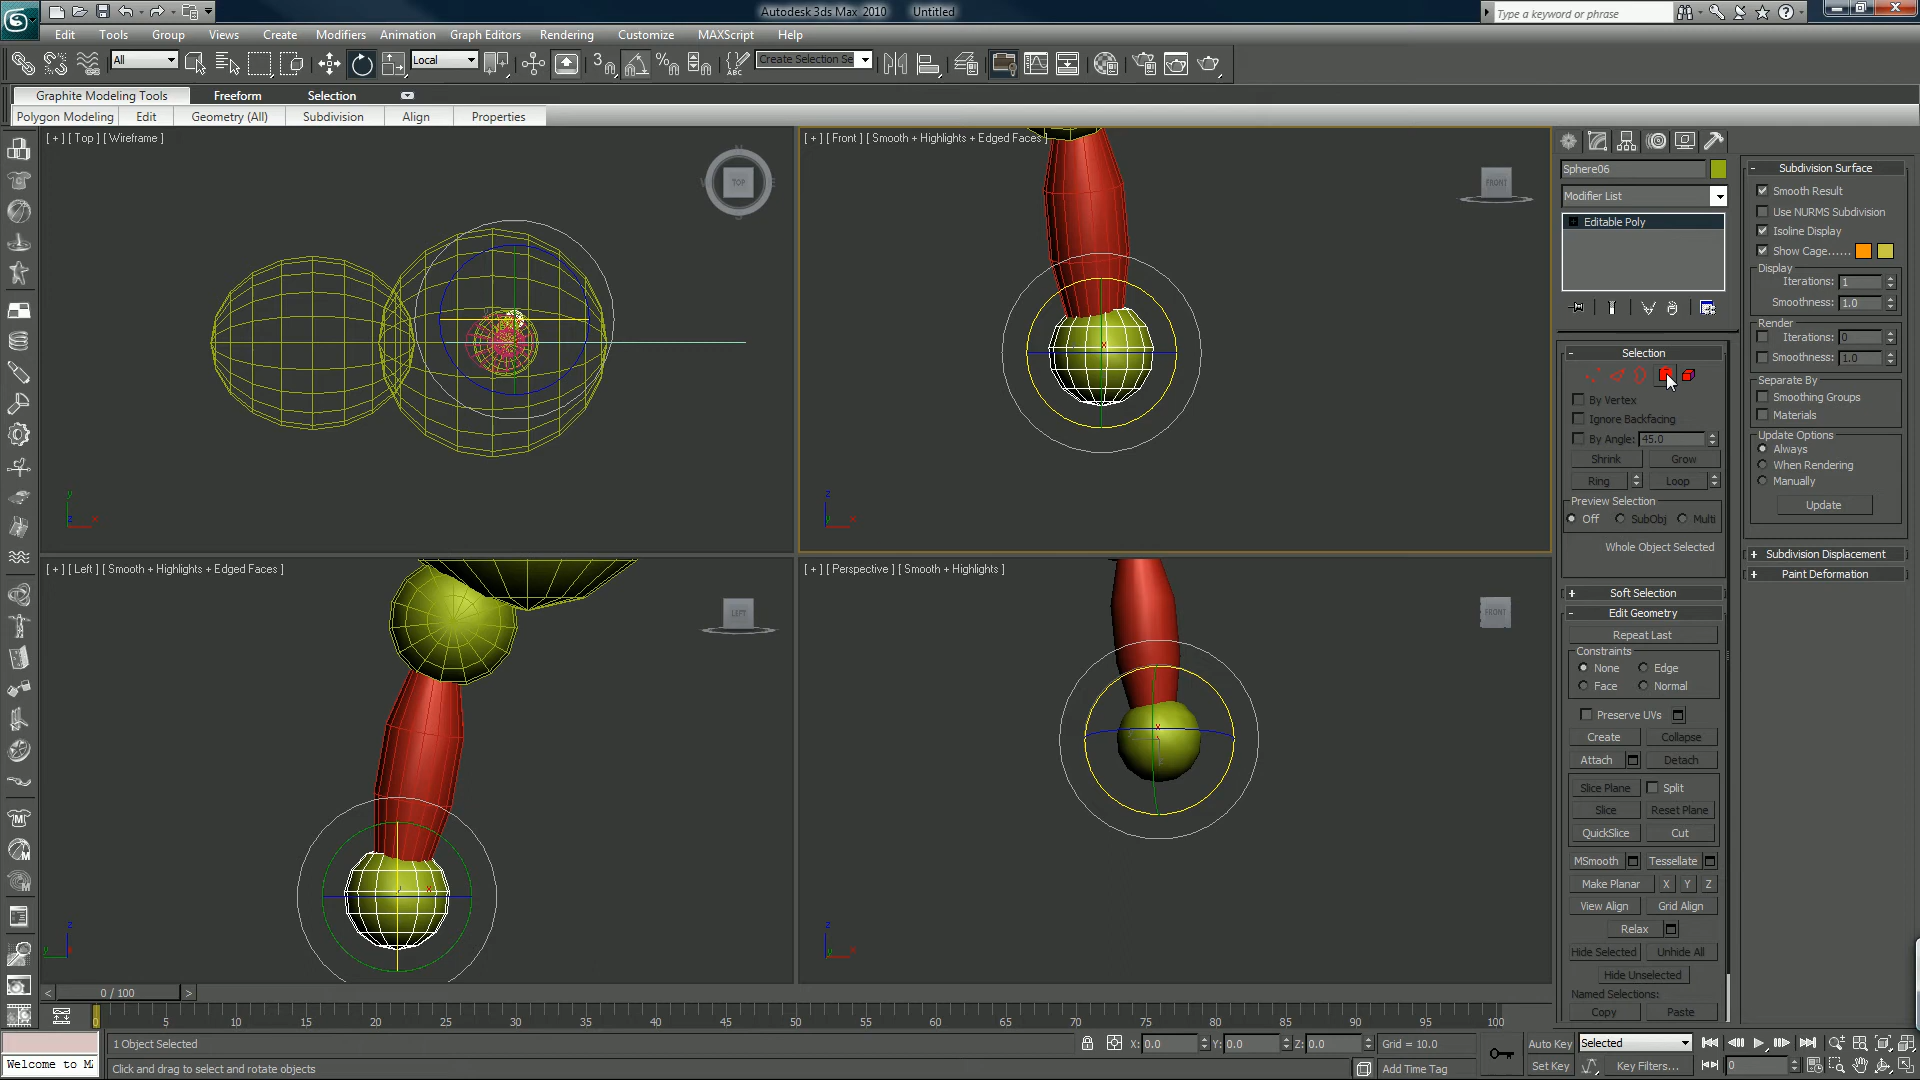 Autodesk 3ds Max 2010 Untitled
Type a keyword or phrase
Edit Tools Group Views Create Modifiers Animation Graph Editors Rendering Customize MAXScript Help
All Local Create Selection Se
Graphite Modeling Tools Freeform Selection
Polygon Modeling Edit Geometry (All) Subdivision Align Properties
[ + ] [ Top ] [ Wireframe ]
TOP
[ + ] [ Front ] [ Smooth + Highlights + Edged Faces ]
FRONT
[ + ] [ Left ] [ Smooth + Highlights + Edged Faces ]
LEFT
[ + ] [ Perspective ] [ Smooth + Highlights ]
FRONT
Sphere06
Modifier List
Editable Poly
Selection
By Vertex
Ignore Backfacing
By Angle: 45.0
Shrink Grow
Ring Loop
Preview Selection
Off SubObj Multi
Whole Object Selected
Soft Selection
Edit Geometry
Repeat Last
Constraints
None Edge
Face Normal
Preserve UVs
Create Collapse
Attach Detach
Slice Plane Split
Slice Reset Plane
QuickSlice Cut
MSmooth Tessellate
Make Planar X Y Z
View Align Grid Align
Relax
Hide Selected Unhide All
Hide Unselected
Named Selections:
Copy Paste
Subdivision Surface
Smooth Result
Use NURMS Subdivision
Isoline Display
Show Cage......
Display
Iterations: 1
Smoothness: 1.0
Render
Iterations: 0
Smoothness: 1.0
Separate By
Smoothing Groups
Materials
Update Options
Always
When Rendering
Manually
Update
Subdivision Displacement
Paint Deformation
0 / 100
5 10 15 20 25 30 35 40 45 50 55 60 65 70 75 80 85 90 95 100
1 Object Selected X: 0.0 Y: 0.0 Z: 0.0 Grid = 10.0 Auto Key Selected
Welcome to M
Click and drag to select and rotate objects Add Time Tag Set Key Key Filters... 0